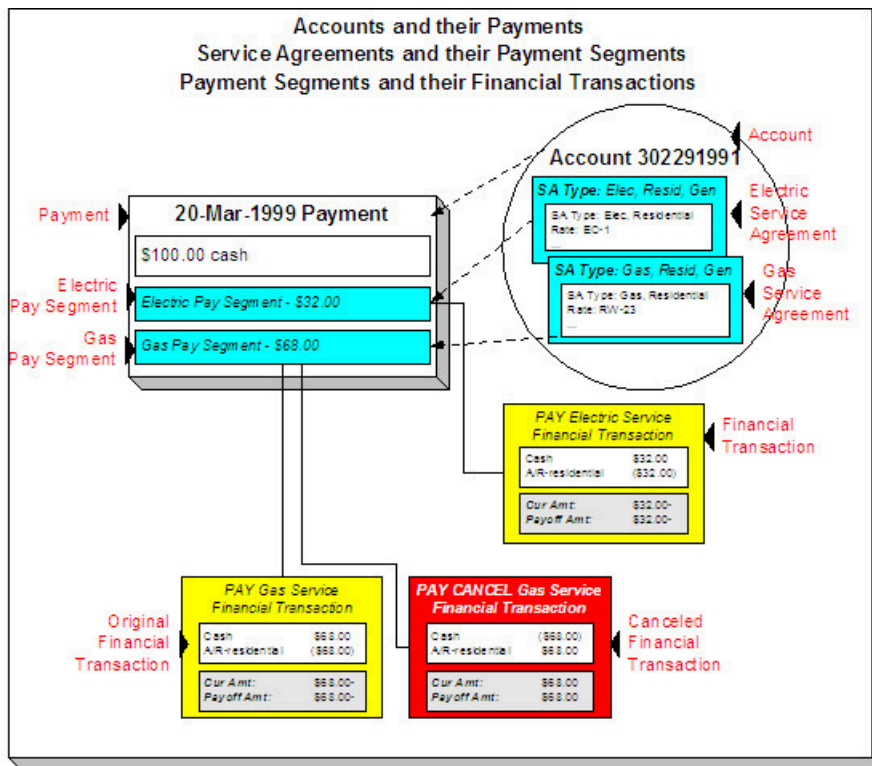 Accounts and their Payments
Service Agreements and their Payment Segments
Payment Segments and their Financial Transactions
Account
Account 302291991
SA Type: Elec, Resid, Gen
SA Type: Elec, Residential
Rate: EC-1
...
Electric
Service
Agreement
SA Type: Gas, Resid, Gen
SA Type: Gas, Residential
Rate: RW-23
...
Gas
Service
Agreement
Payment
20-Mar-1999 Payment
$100.00 cash
Electric
Pay Segment
Electric Pay Segment - $32.00
Gas
Pay Segment
Gas Pay Segment - $68.00
PAY Electric Service
Financial Transaction
Cash $32.00
A/R-residential ($32.00)
Cur Amt: $32.00-
Payoff Amt: $32.00-
Financial
Transaction
Original
Financial
Transaction
PAY Gas Service
Financial Transaction
Cash $68.00
A/R-residential ($68.00)
Cur Amt: $68.00-
Payoff Amt: $68.00-
PAY CANCEL Gas Service
Financial Transaction
Cash ($68.00)
A/R-residential $68.00
Cur Amt: $68.00
Payoff Amt: $68.00
Canceled
Financial
Transaction